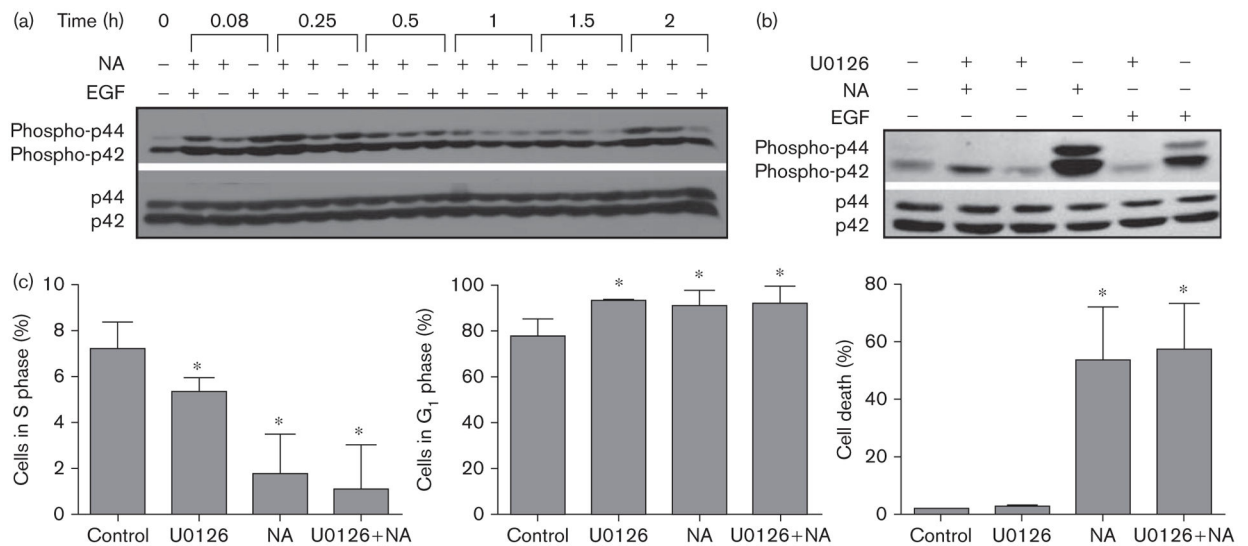 (a) Time (h) 0 0.08 0.25 0.5 1 1.5 2
NA – + + – + + – + + – + + – + + – + + –
EGF – + – + + – + + – + + – + + – + + – +
Phospho-p44
Phospho-p42
p44
p42
(b)
U0126 – + + – + –
NA – + – + – –
EGF – – – – + +
Phospho-p44
Phospho-p42
p44
p42
(c)
Cells in S phase (%)
10
8
6
4
2
0
* * *
Control U0126 NA U0126+NA
Cells in G1 phase (%)
100
80
60
40
20
0
* * *
Control U0126 NA U0126+NA
Cell death (%)
80
60
40
20
0
* *
Control U0126 NA U0126+NA